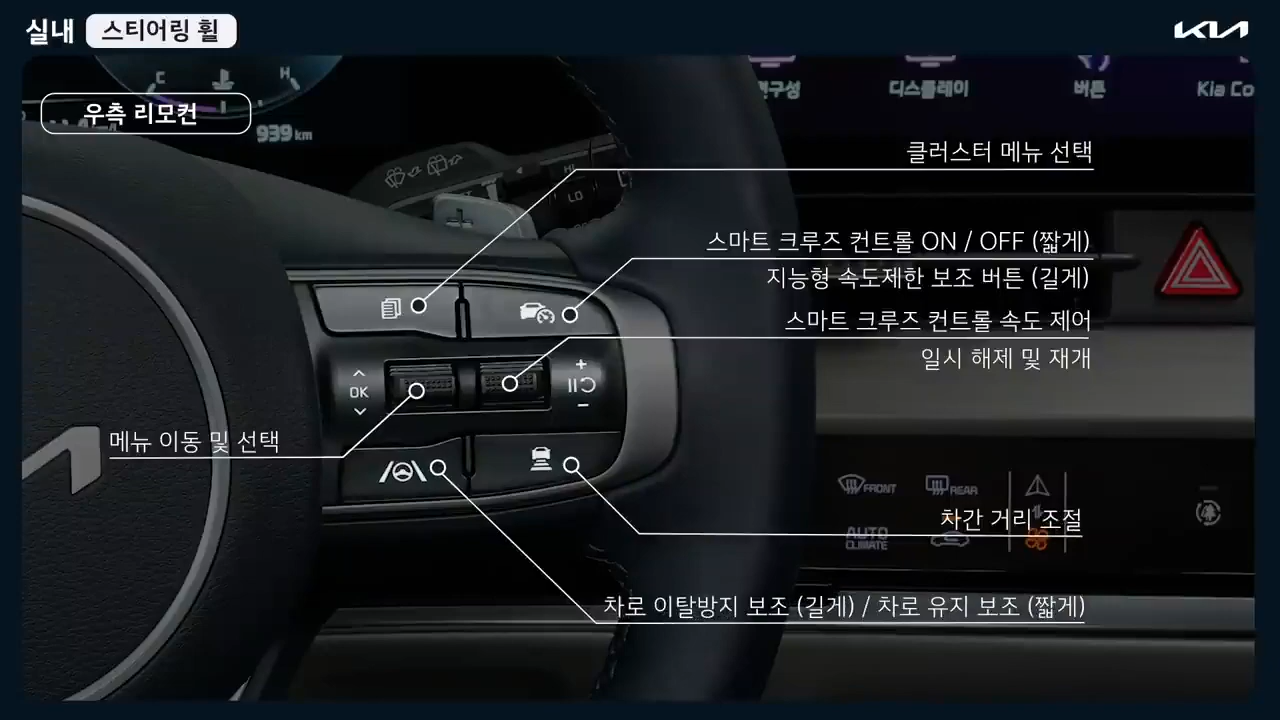 실내 스티어링 휠
KIA
우측 리모컨
C H
939 km
디스플레이
버튼
HI
LO
클러스터 메뉴 선택
스마트 크루즈 컨트롤 ON / OFF (짧게)
지능형 속도제한 보조 버튼 (길게)
스마트 크루즈 컨트롤 속도 제어
일시 해제 및 재개
OK
메뉴 이동 및 선택
FRONT
REAR
차간 거리 조절
AUTO
CLIMATE
차로 이탈방지 보조 (길게) / 차로 유지 보조 (짧게)